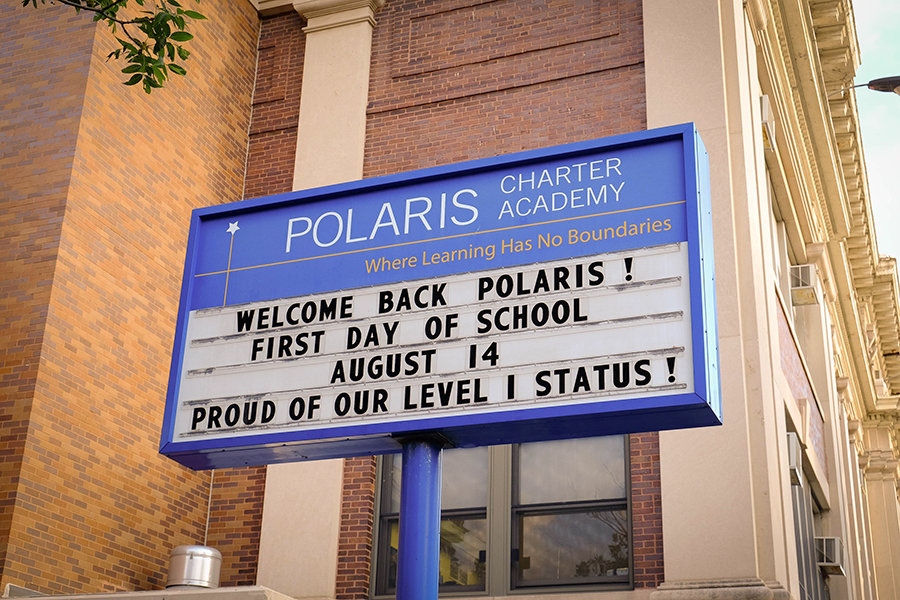 POLARIS CHARTER ACADEMY
Where Learning Has No Boundaries
WELCOME BACK POLARIS !
FIRST DAY OF SCHOOL
AUGUST 14
PROUD OF OUR LEVEL I STATUS !